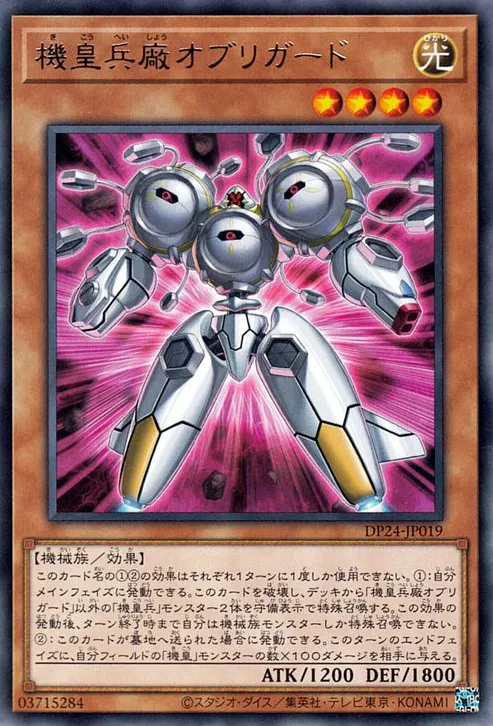 機皇兵廠オブリガード
光
DP24-JP019
【機械族／効果】
このカード名の①②の効果はそれぞれ１ターンに１度しか使用できない。①：自分
メインフェイズに発動できる。このカードを破壊し、デッキから「機皇兵廠オブリ
ガード」以外の「機皇兵」モンスター２体を守備表示で特殊召喚する。この効果の
発動後、ターン終了時まで自分は機械族モンスターしか特殊召喚できない。
②：このカードが墓地へ送られた場合に発動できる。このターンのエンドフ
ェイズに、自分フィールドの「機皇」モンスターの数×１００ダメージを相手に与える。
ATK/1200 DEF/1800
03715284
©スタジオ・ダイス／集英社・テレビ東京・KONAMI